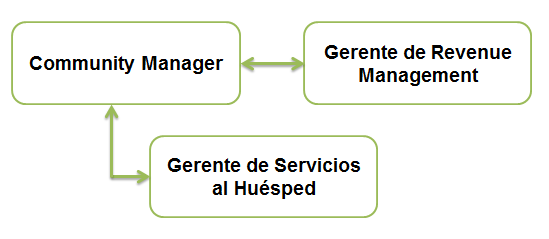 Community Manager
Gerente de Revenue
Management
Gerente de Servicios
al Huésped